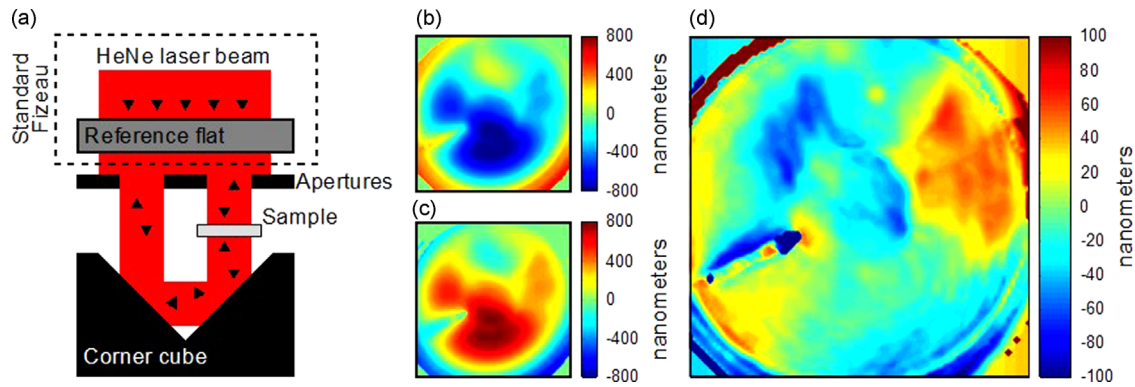 (a)
Standard
Fizeau
HeNe laser beam
Reference flat
Apertures
Sample
Corner cube
(b)
800
400
0
-400
-800
nanometers
(c)
800
400
0
-400
-800
nanometers
(d)
100
80
60
40
20
0
-20
-40
-60
-80
-100
nanometers